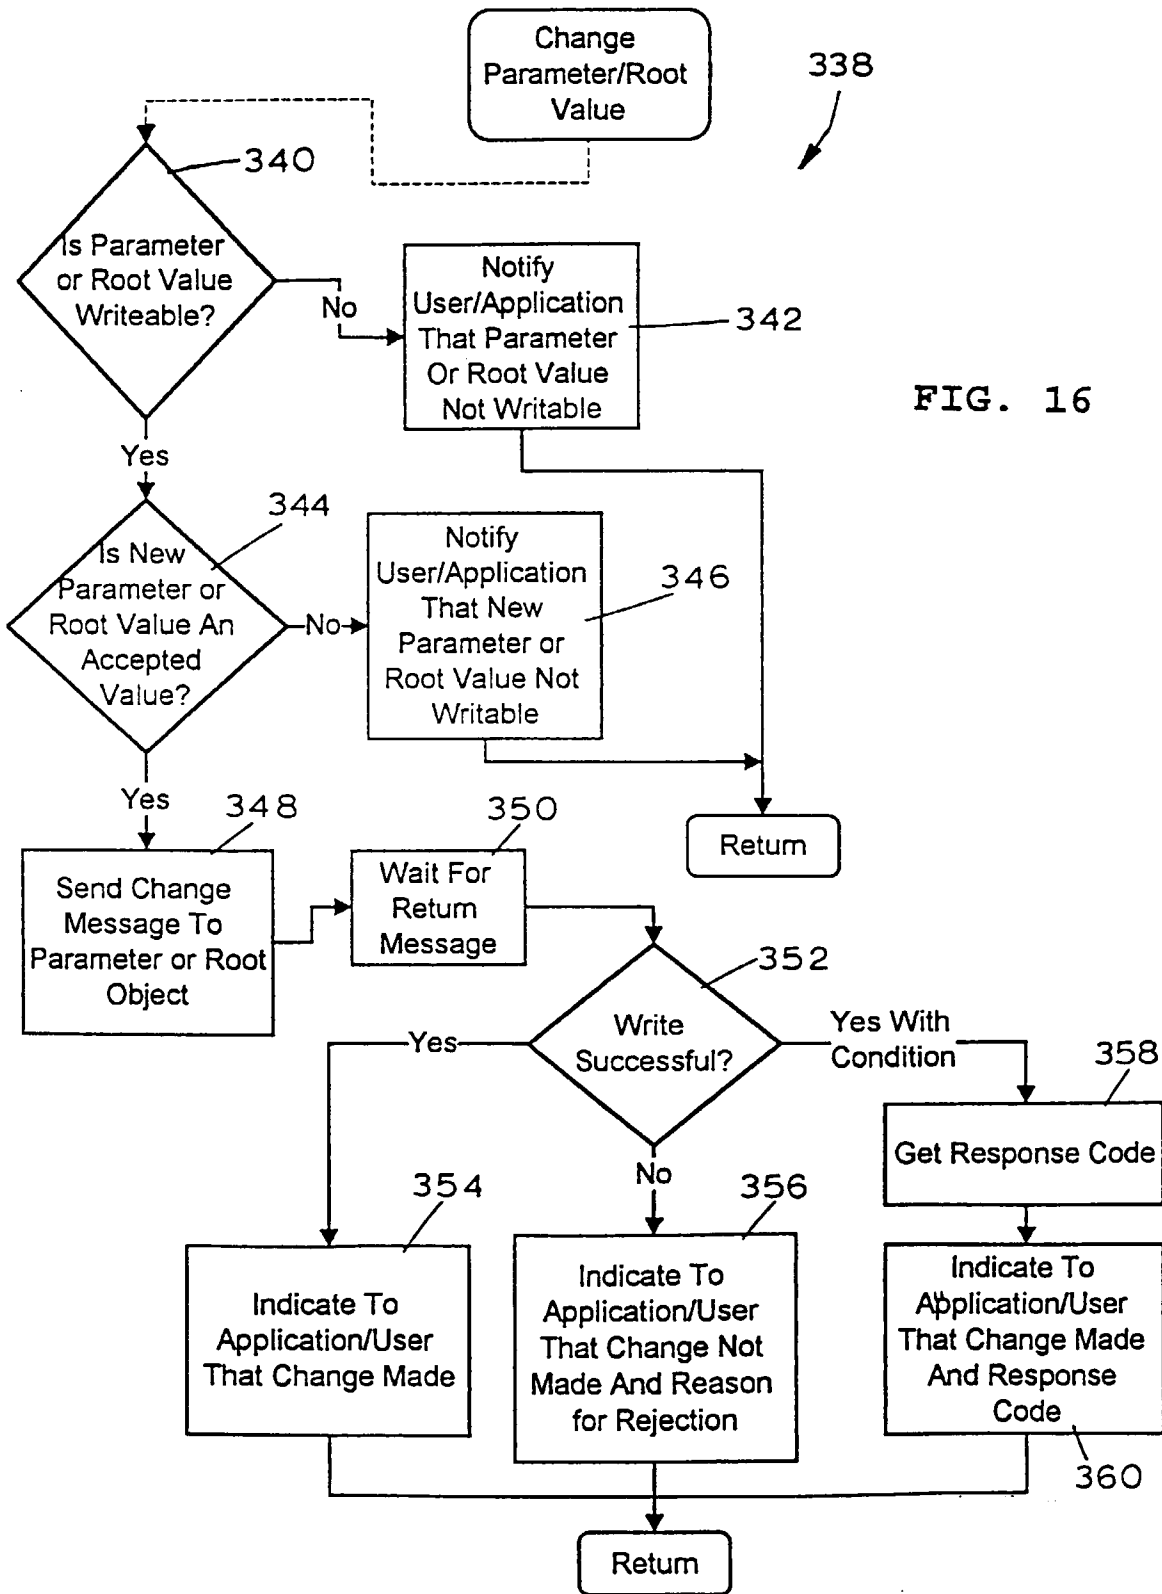 Change
Parameter/Root
Value
338
340
Is Parameter
or Root Value
Writeable?
No
Notify
User/Application
That Parameter
Or Root Value
Not Writable
342
FIG. 16
Yes
344
Is New
Parameter or
Root Value An
Accepted
Value?
No
Notify
User/Application
That New
Parameter or
Root Value Not
Writable
346
Yes
348
Send Change
Message To
Parameter or Root
Object
350
Wait For
Return
Message
Return
352
Write
Successful?
Yes
Yes With
Condition
No
358
Get Response Code
354
Indicate To
Application/User
That Change Made
356
Indicate To
Application/User
That Change Not
Made And Reason
for Rejection
Indicate To
Application/User
That Change Made
And Response
Code
360
Return